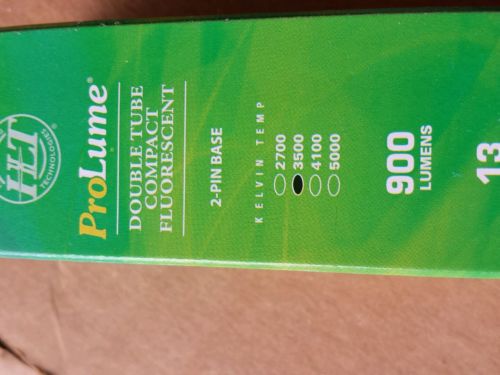 HLT
TECHNOLOGIES
ProLume®
DOUBLE TUBE
COMPACT
FLUORESCENT
2-PIN BASE
KELVIN TEMP
2700
3500
4100
5000
900
LUMENS
13